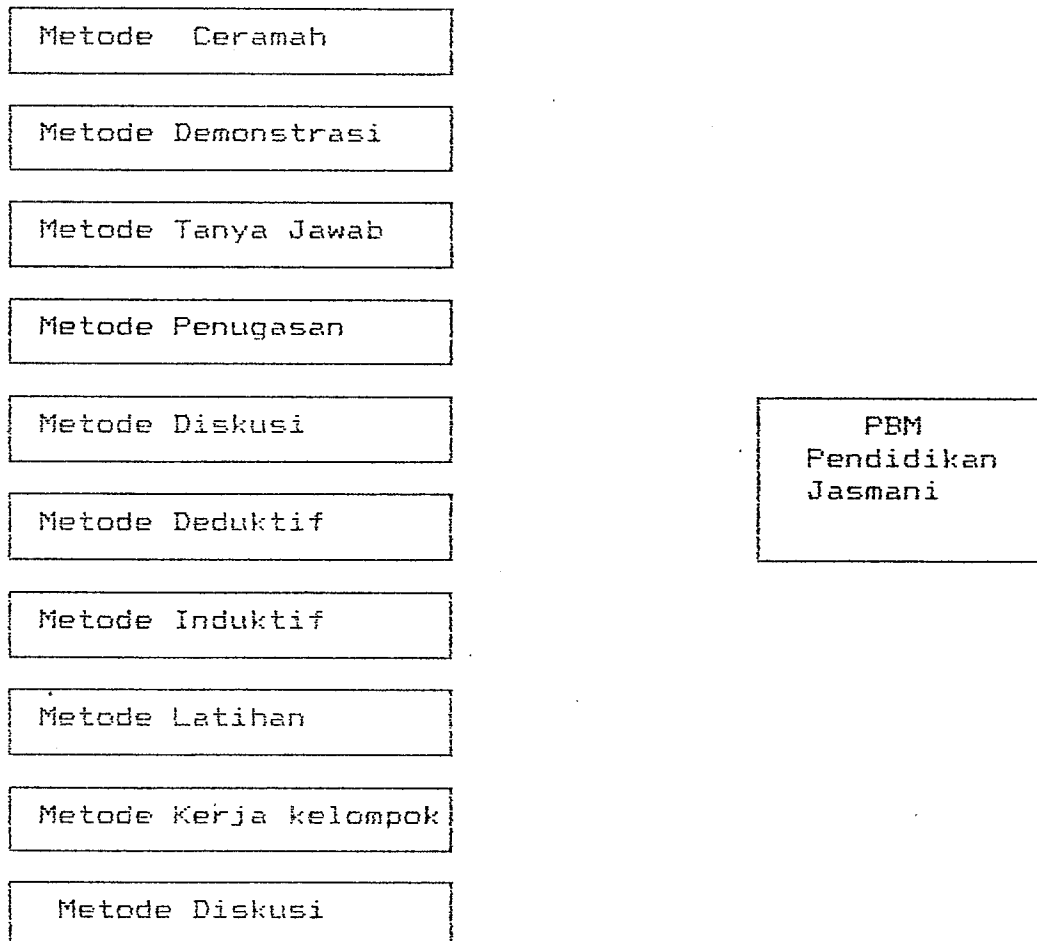 Metode Ceramah
Metode Demonstrasi
Metode Tanya Jawab
Metode Penugasan
Metode Diskusi
Metode Deduktif
Metode Induktif
Metode Latihan
Metode Kerja kelompok
Metode Diskusi
PBM
Pendidikan
Jasmani